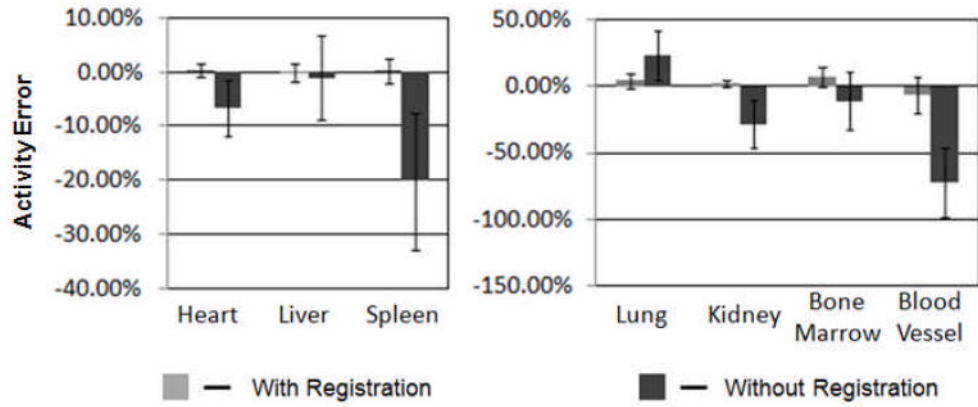 Activity Error
10.00%
0.00%
-10.00%
-20.00%
-30.00%
-40.00%
Heart Liver Spleen
50.00%
0.00%
-50.00%
-100.00%
-150.00%
Lung Kidney Bone Marrow Blood Vessel
With Registration
Without Registration